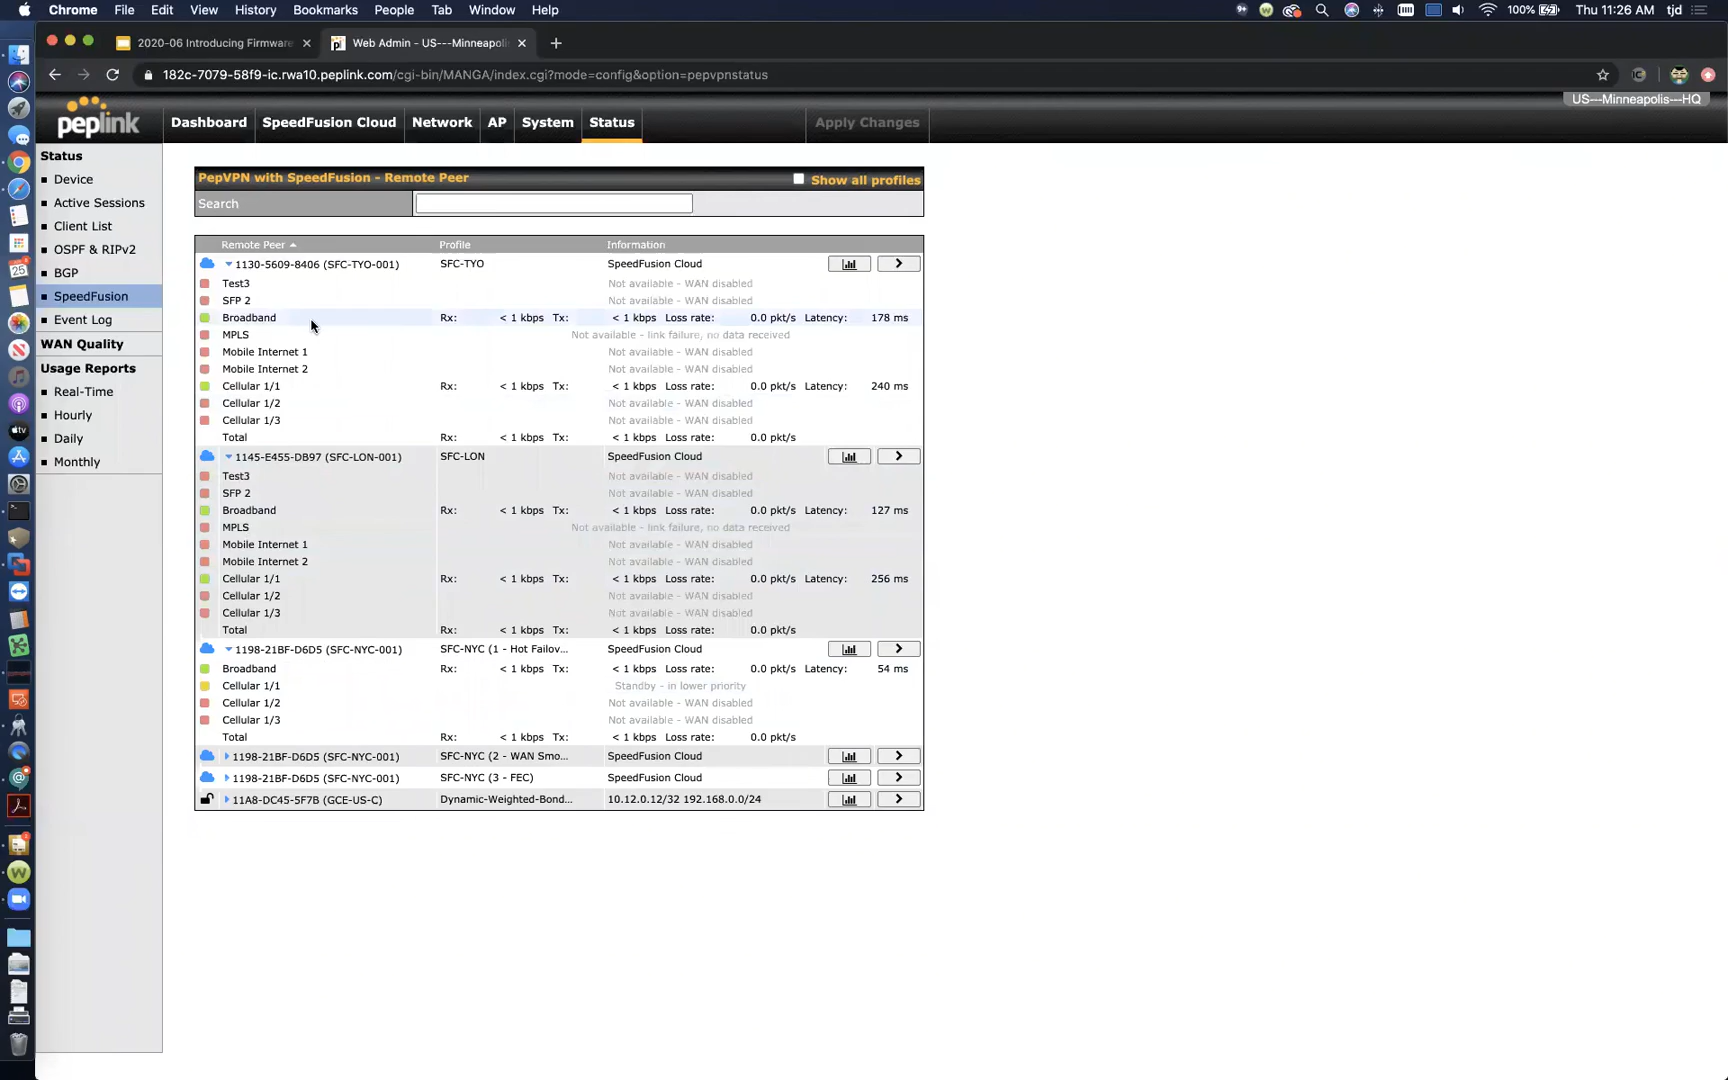 Chrome File Edit View History Bookmarks People Tab Window Help 9+ 100% Thu 11:26 AM tjd
2020-06 Introducing Firmware Web Admin - US---Minneapolis
182c-7079-58f9-ic.rwa10.peplink.com/cgi-bin/MANGA/index.cgi?mode=config&option=pepvpnstatus
US---Minneapolis---HQ
peplink Dashboard SpeedFusion Cloud Network AP System Status Apply Changes
Status
Device
Active Sessions
Client List
OSPF & RIPv2
BGP
SpeedFusion
Event Log
WAN Quality
Usage Reports
Real-Time
Hourly
Daily
Monthly
PepVPN with SpeedFusion - Remote Peer Show all profiles
Search
Remote Peer Profile Information
1130-5609-8406 (SFC-TYO-001) SFC-TYO SpeedFusion Cloud
Test3 Not available - WAN disabled
SFP 2 Not available - WAN disabled
Broadband Rx: < 1 kbps Tx: < 1 kbps Loss rate: 0.0 pkt/s Latency: 178 ms
MPLS Not available - link failure, no data received
Mobile Internet 1 Not available - WAN disabled
Mobile Internet 2 Not available - WAN disabled
Cellular 1/1 Rx: < 1 kbps Tx: < 1 kbps Loss rate: 0.0 pkt/s Latency: 240 ms
Cellular 1/2 Not available - WAN disabled
Cellular 1/3 Not available - WAN disabled
Total Rx: < 1 kbps Tx: < 1 kbps Loss rate: 0.0 pkt/s
1145-E455-DB97 (SFC-LON-001) SFC-LON SpeedFusion Cloud
Test3 Not available - WAN disabled
SFP 2 Not available - WAN disabled
Broadband Rx: < 1 kbps Tx: < 1 kbps Loss rate: 0.0 pkt/s Latency: 127 ms
MPLS Not available - link failure, no data received
Mobile Internet 1 Not available - WAN disabled
Mobile Internet 2 Not available - WAN disabled
Cellular 1/1 Rx: < 1 kbps Tx: < 1 kbps Loss rate: 0.0 pkt/s Latency: 256 ms
Cellular 1/2 Not available - WAN disabled
Cellular 1/3 Not available - WAN disabled
Total Rx: < 1 kbps Tx: < 1 kbps Loss rate: 0.0 pkt/s
1198-21BF-D6D5 (SFC-NYC-001) SFC-NYC (1 - Hot Failov... SpeedFusion Cloud
Broadband Rx: < 1 kbps Tx: < 1 kbps Loss rate: 0.0 pkt/s Latency: 54 ms
Cellular 1/1 Standby - in lower priority
Cellular 1/2 Not available - WAN disabled
Cellular 1/3 Not available - WAN disabled
Total Rx: < 1 kbps Tx: < 1 kbps Loss rate: 0.0 pkt/s
1198-21BF-D6D5 (SFC-NYC-001) SFC-NYC (2 - WAN Smo... SpeedFusion Cloud
1198-21BF-D6D5 (SFC-NYC-001) SFC-NYC (3 - FEC) SpeedFusion Cloud
11A8-DC45-5F7B (GCE-US-C) Dynamic-Weighted-Bond... 10.12.0.12/32 192.168.0.0/24